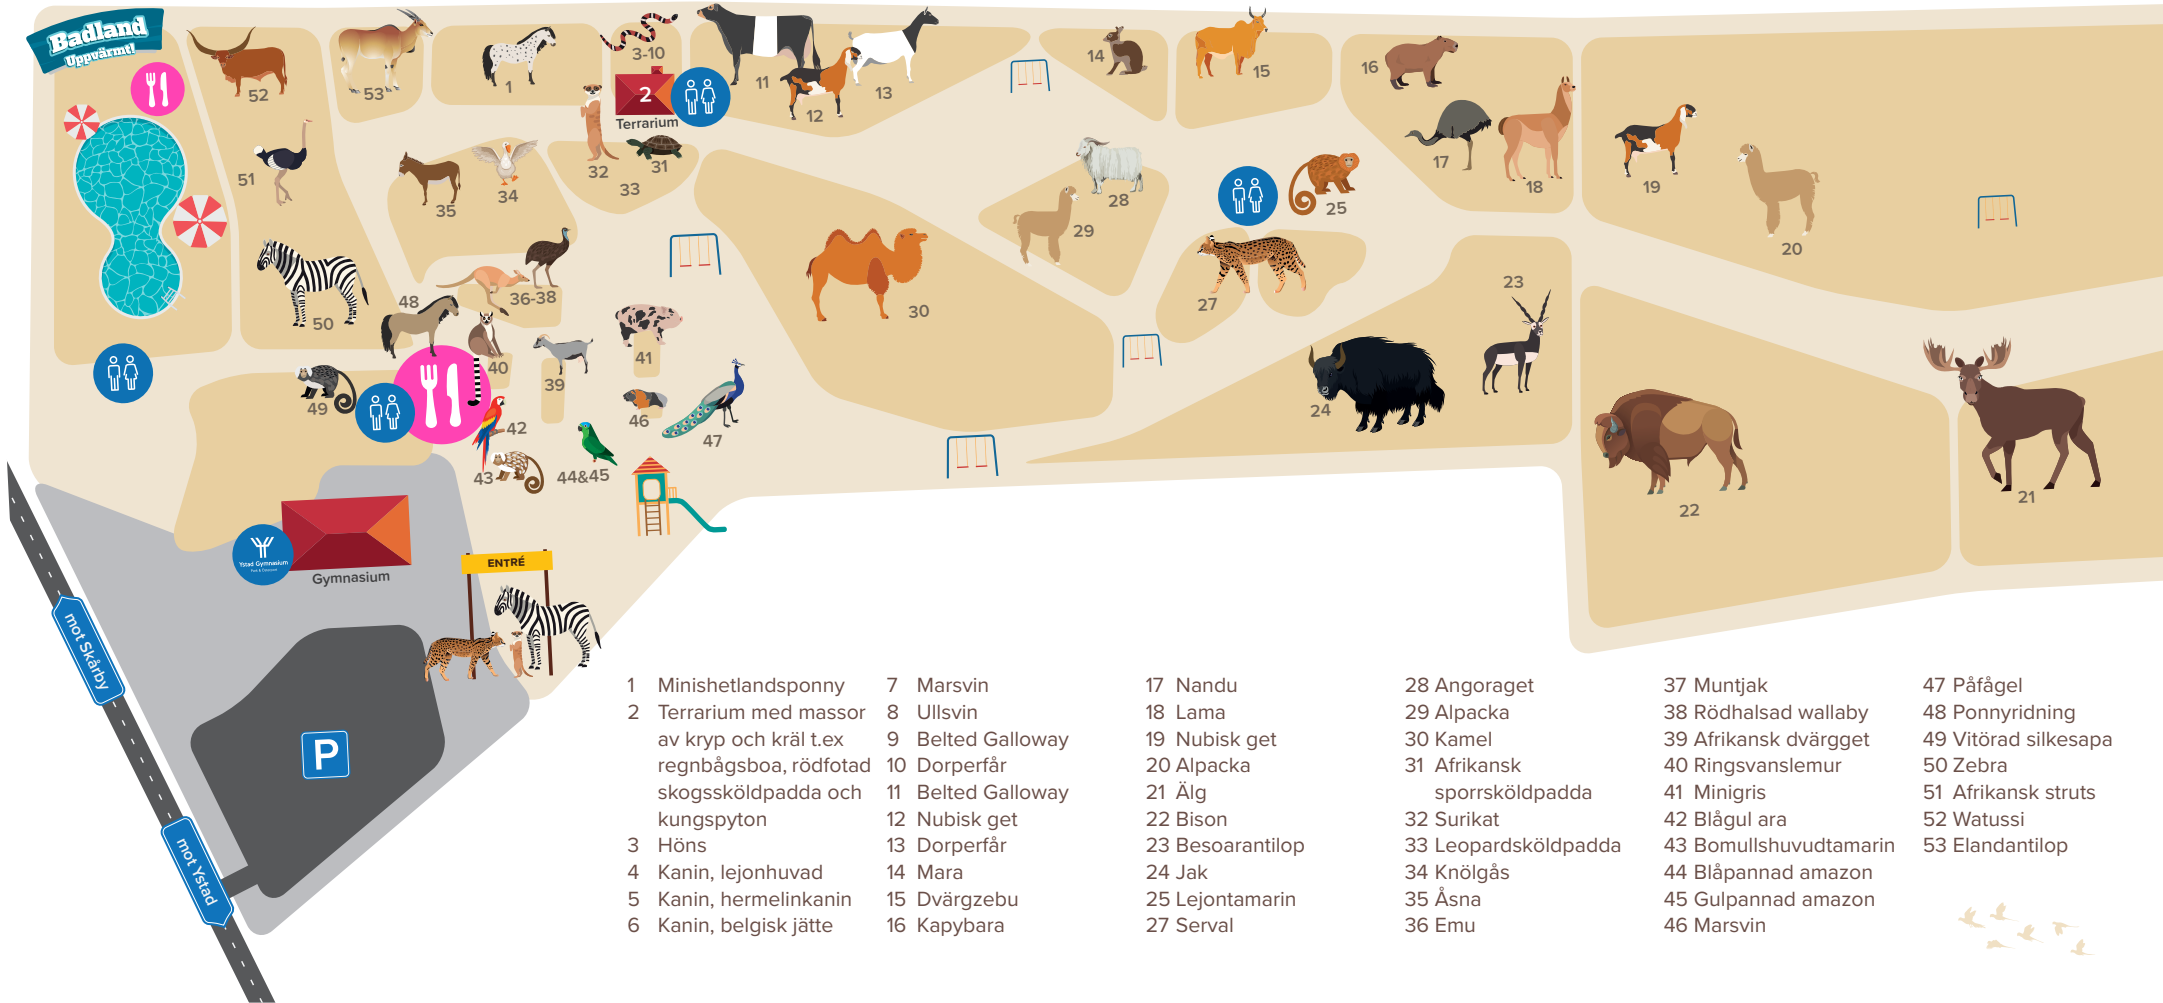 Badland
Uppvärmt!
52
53
1
3-10
2
Terrarium
11
12
13
14
15
16
17
18
19
20
51
35
34
32
31
33
28
29
25
27
30
50
48
36-38
40
39
41
46
47
49
42
43
44&45
23
24
22
21
Ystad Gymnasium
Gymnasium
ENTRÉ
mot Skårby
mot Ystad
P
1 Minishetlandsponny
2 Terrarium med massor
av kryp och kräl t.ex
regnbågsboa, rödfotad
skogssköldpadda och
kungspyton
3 Höns
4 Kanin, lejonhuvad
5 Kanin, hermelinkanin
6 Kanin, belgisk jätte
7 Marsvin
8 Ullsvin
9 Belted Galloway
10 Dorperfår
11 Belted Galloway
12 Nubisk get
13 Dorperfår
14 Mara
15 Dvärgzebu
16 Kapybara
17 Nandu
18 Lama
19 Nubisk get
20 Alpacka
21 Älg
22 Bison
23 Besoarantilop
24 Jak
25 Lejontamarin
27 Serval
28 Angoraget
29 Alpacka
30 Kamel
31 Afrikansk
sporrsköldpadda
32 Surikat
33 Leopardsköldpadda
34 Knölgås
35 Åsna
36 Emu
37 Muntjak
38 Rödhalsad wallaby
39 Afrikansk dvärgget
40 Ringsvanslemur
41 Minigris
42 Blågul ara
43 Bomullshuvudtamarin
44 Blåpannad amazon
45 Gulpannad amazon
46 Marsvin
47 Påfågel
48 Ponnyridning
49 Vitörad silkesapa
50 Zebra
51 Afrikansk struts
52 Watussi
53 Elandantilop